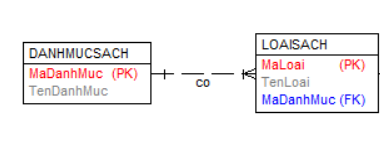 DANHMUCSACH
MaDanhMuc (PK)
TenDanhMuc
co
LOAISACH
MaLoai (PK)
TenLoai
MaDanhMuc (FK)